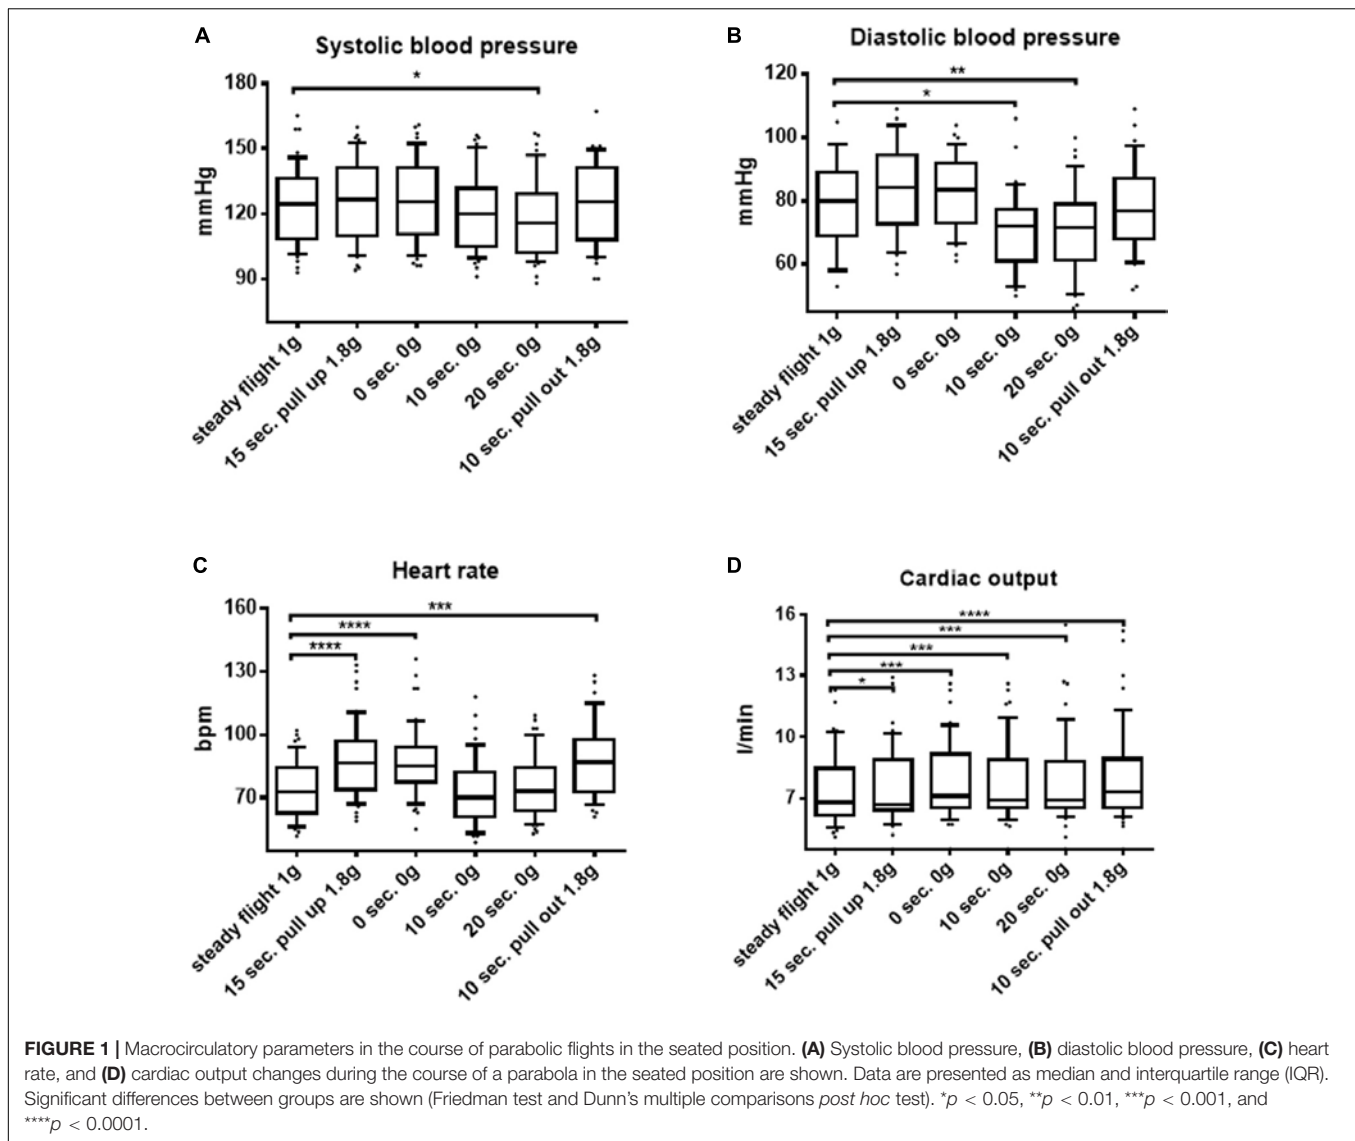 A
Systolic blood pressure
*
180
150
120
90
mmHg
steady flight 1g
15 sec. pull up 1.8g
0 sec. 0g
10 sec. 0g
20 sec. 0g
10 sec. pull out 1.8g
B
Diastolic blood pressure
**
*
120
100
80
60
mmHg
steady flight 1g
15 sec. pull up 1.8g
0 sec. 0g
10 sec. 0g
20 sec. 0g
10 sec. pull out 1.8g
C
Heart rate
***
****
****
160
130
100
70
bpm
steady flight 1g
15 sec. pull up 1.8g
0 sec. 0g
10 sec. 0g
20 sec. 0g
10 sec. pull out 1.8g
D
Cardiac output
****
***
***
***
*
16
13
10
7
l/min
steady flight 1g
15 sec. pull up 1.8g
0 sec. 0g
10 sec. 0g
20 sec. 0g
10 sec. pull out 1.8g
FIGURE 1 | Macrocirculatory parameters in the course of parabolic flights in the seated position. (A) Systolic blood pressure, (B) diastolic blood pressure, (C) heart
rate, and (D) cardiac output changes during the course of a parabola in the seated position are shown. Data are presented as median and interquartile range (IQR).
Significant differences between groups are shown (Friedman test and Dunn's multiple comparisons post hoc test). *p < 0.05, **p < 0.01, ***p < 0.001, and
****p < 0.0001.